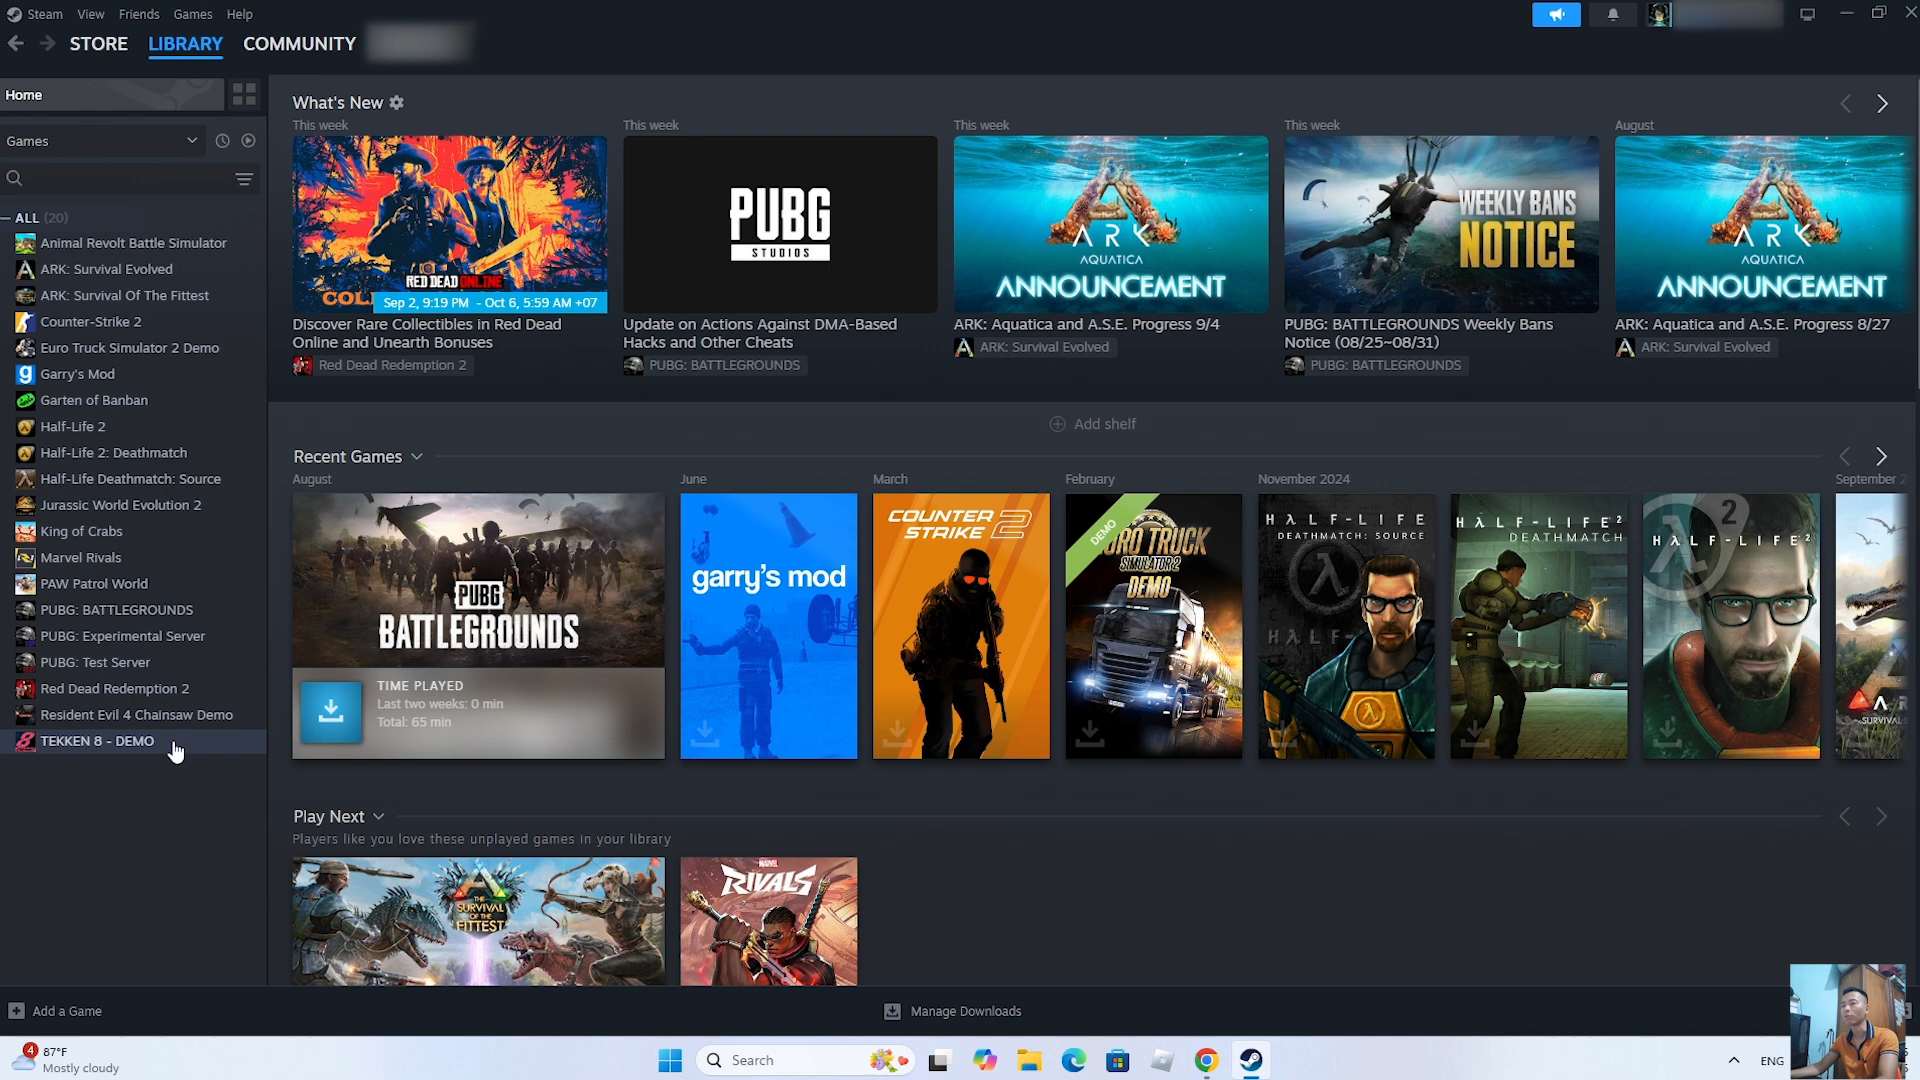 Steam View Friends Games Help
STORE LIBRARY COMMUNITY
Home
Games
ALL (20)
Animal Revolt Battle Simulator
ARK: Survival Evolved
ARK: Survival Of The Fittest
Counter-Strike 2
Euro Truck Simulator 2 Demo
Garry's Mod
Garten of Banban
Half-Life 2
Half-Life 2: Deathmatch
Half-Life Deathmatch: Source
Jurassic World Evolution 2
King of Crabs
Marvel Rivals
PAW Patrol World
PUBG: BATTLEGROUNDS
PUBG: Experimental Server
PUBG: Test Server
Red Dead Redemption 2
Resident Evil 4 Chainsaw Demo
TEKKEN 8 - DEMO
What's New
This week
RED DEAD ONLINE
Sep 2, 9:19 PM - Oct 6, 5:59 AM +07
Discover Rare Collectibles in Red Dead
Online and Unearth Bonuses
Red Dead Redemption 2
This week
PUBG
STUDIOS
Update on Actions Against DMA-Based
Hacks and Other Cheats
PUBG: BATTLEGROUNDS
This week
ARK
AQUATICA
ANNOUNCEMENT
ARK: Aquatica and A.S.E. Progress 9/4
ARK: Survival Evolved
This week
WEEKLY BANS
NOTICE
PUBG: BATTLEGROUNDS Weekly Bans
Notice (08/25~08/31)
PUBG: BATTLEGROUNDS
August
ARK
AQUATICA
ANNOUNCEMENT
ARK: Aquatica and A.S.E. Progress 8/27
ARK: Survival Evolved
Add shelf
Recent Games
August
PUBG
BATTLEGROUNDS
TIME PLAYED
Last two weeks: 0 min
Total: 65 min
June
garry's mod
March
COUNTER
STRIKE 2
February
DEMO
EURO TRUCK
SIMULATOR 2
DEMO
November 2024
HALF-LIFE
DEATHMATCH: SOURCE
HALF-LIFE²
DEATHMATCH
2
HALF-LIFE²
September 2
Play Next
Players like you love these unplayed games in your library
THE
SURVIVAL
OF THE
FITTEST
MARVEL
RIVALS
Add a Game
Manage Downloads
4
87°F
Mostly cloudy
Search
ENG